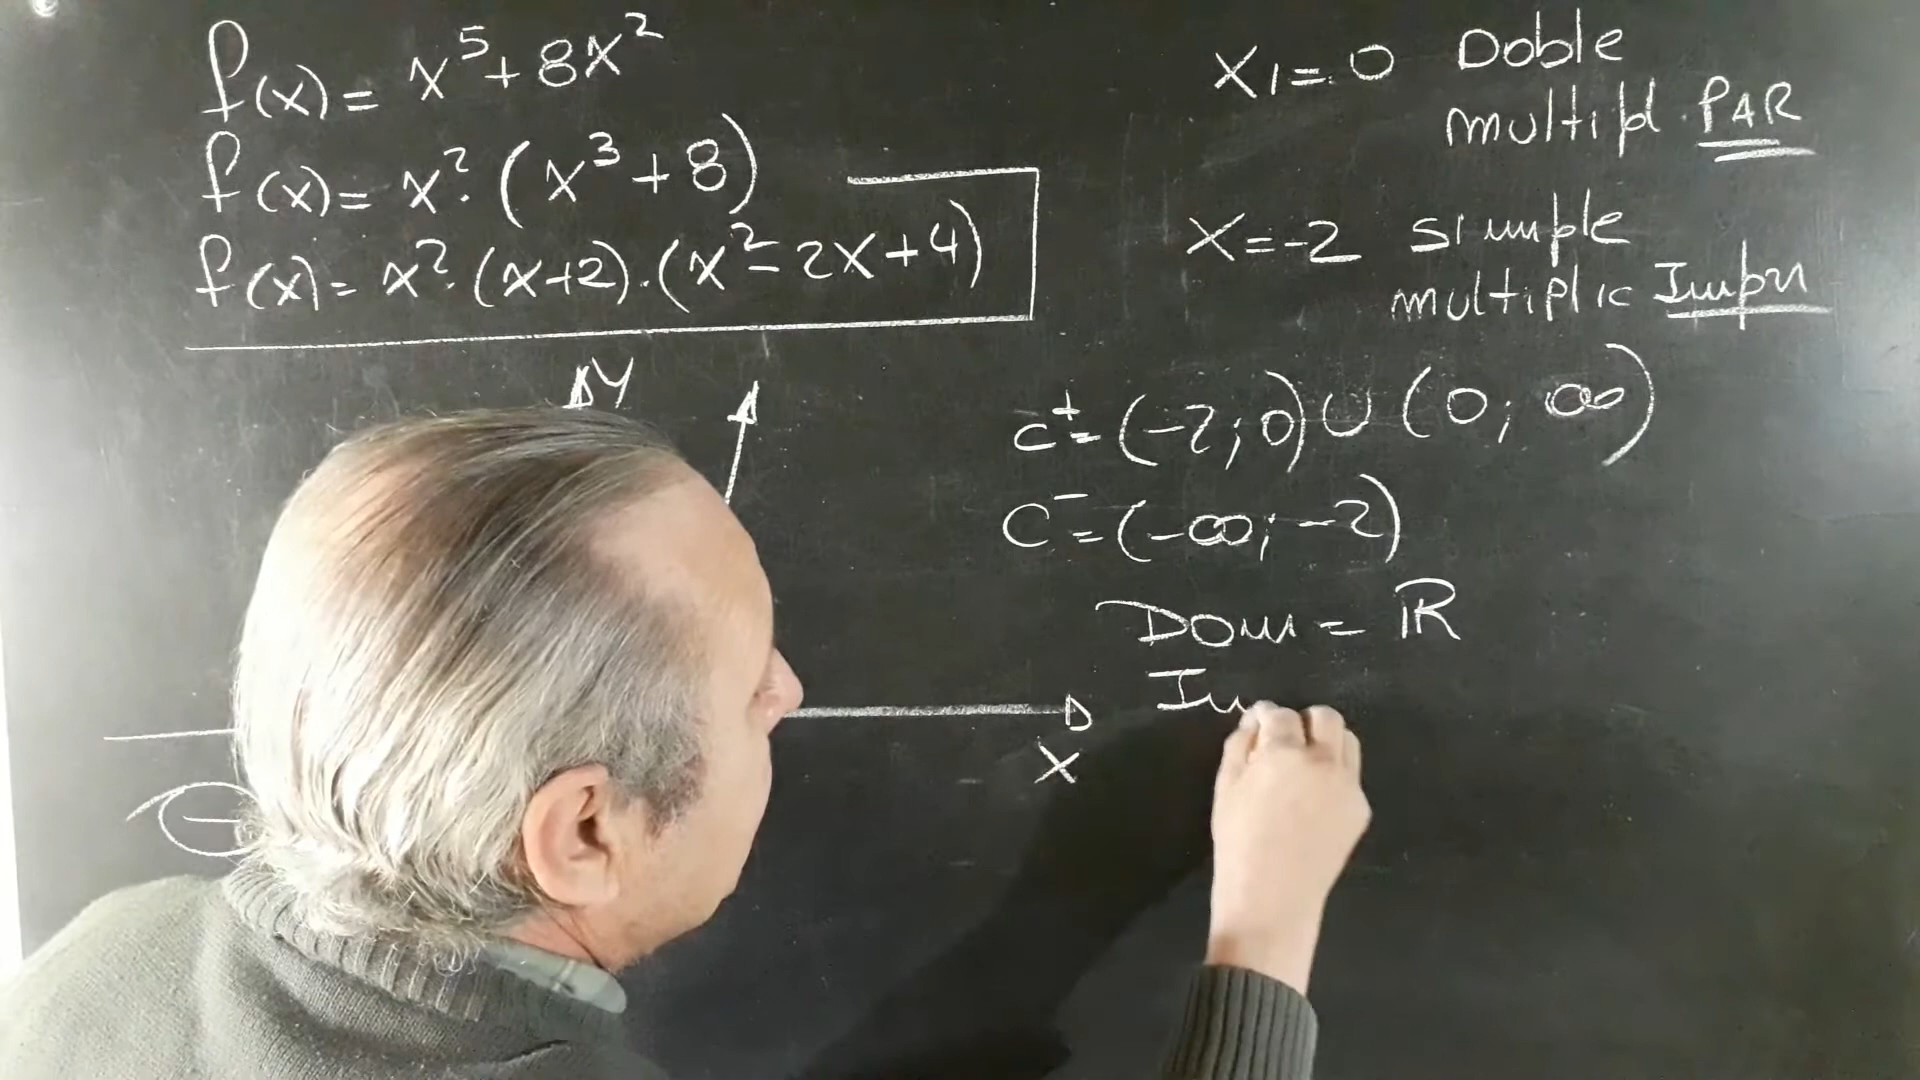 f(x) = x⁵ + 8x²
f(x) = x² · (x³ + 8)
f(x) = x² · (x+2) · (x² - 2x + 4)
y
x
X₁ = 0 Doble
multipl. PAR
X = -2 simple
multiplic Impar
C⁺ = (-2; 0) ∪ (0; ∞)
C⁻ = (-∞; -2)
Dom = ℝ